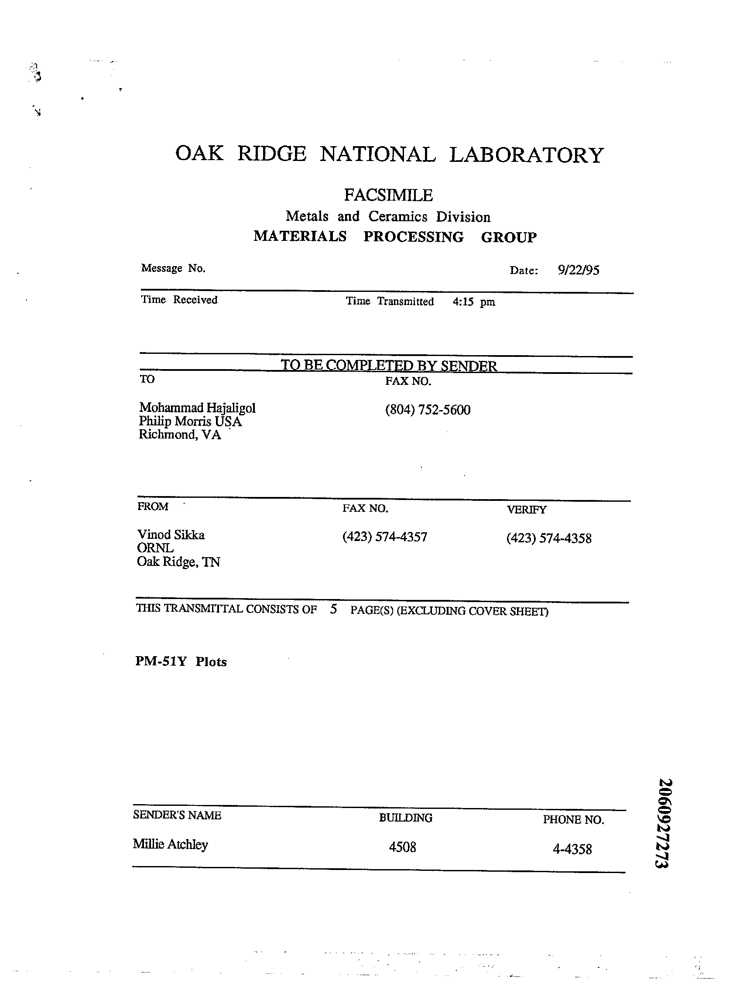 OAK RIDGE NATIONAL LABORATORY
FACSIMILE
Metals and Ceramics Division
MATERIALS PROCESSING GROUP
Message No. Date: 9/22/95
Time Received Time Transmitted 4:15 pm
TO BE COMPLETED BY SENDER
TO FAX NO.
Mohammad Hajaligol (804) 752-5600
Philip Morris USA
Richmond, VA
FROM FAX NO. VERIFY
Vinod Sikka (423) 574-4357 (423) 574-4358
ORNL
Oak Ridge, TN
THIS TRANSMITTAL CONSISTS OF 5 PAGE(S) (EXCLUDING COVER SHEET)
PM-51Y Plots
SENDER'S NAME BUILDING PHONE NO.
Millie Atchley 4508 4-4358
2060927273